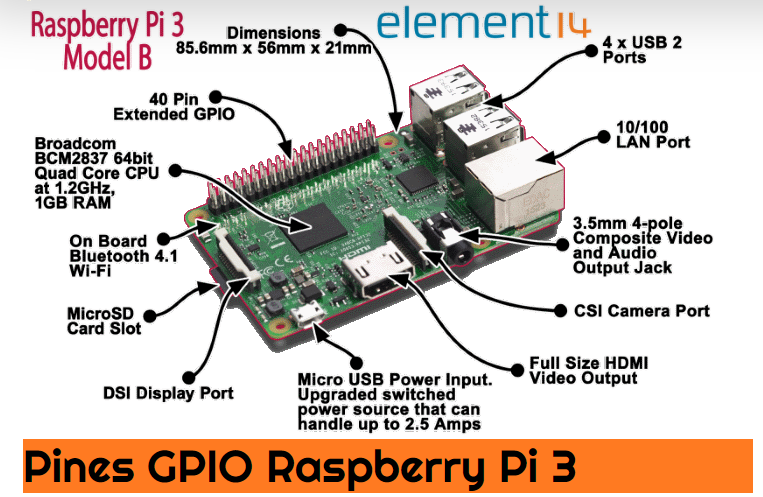 Raspberry Pi 3
Model B
Dimensions
85.6mm x 56mm x 21mm
element14
4 x USB 2
Ports
40 Pin
Extended GPIO
10/100
LAN Port
Broadcom
BCM2837 64bit
Quad Core CPU
at 1.2GHz,
1GB RAM
3.5mm 4-pole
Composite Video
and Audio
Output Jack
On Board
Bluetooth 4.1
Wi-Fi
HDMI
MicroSD
Card Slot
CSI Camera Port
DSI Display Port
Full Size HDMI
Video Output
Micro USB Power Input.
Upgraded switched
power source that can
handle up to 2.5 Amps
Pines GPIO Raspberry Pi 3